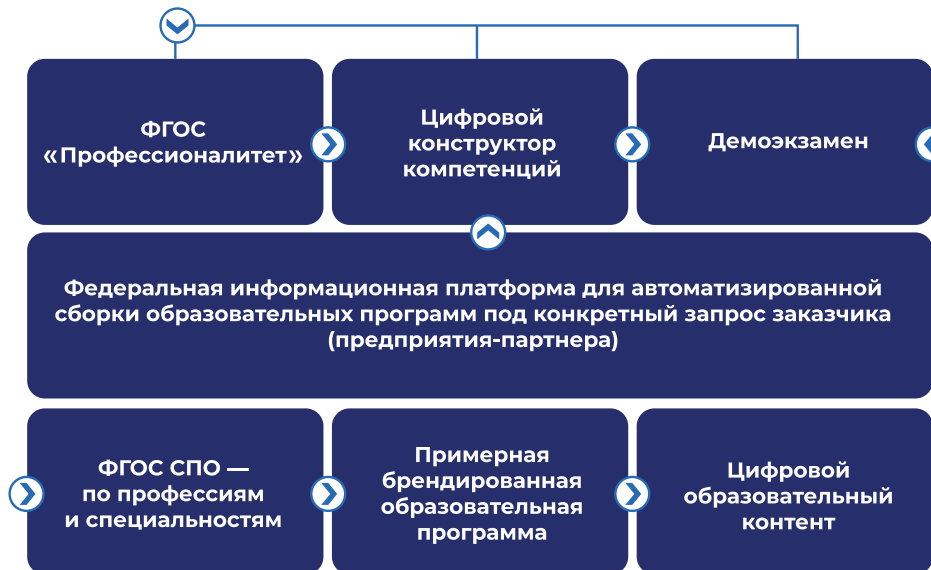 ФГОС
«Профессионалитет»
Цифровой
конструктор
компетенций
Демоэкзамен
Федеральная информационная платформа для автоматизированной
сборки образовательных программ под конкретный запрос заказчика
(предприятия-партнера)
ФГОС СПО —
по профессиям
и специальностям
Примерная
брендированная
образовательная
программа
Цифровой
образовательный
контент